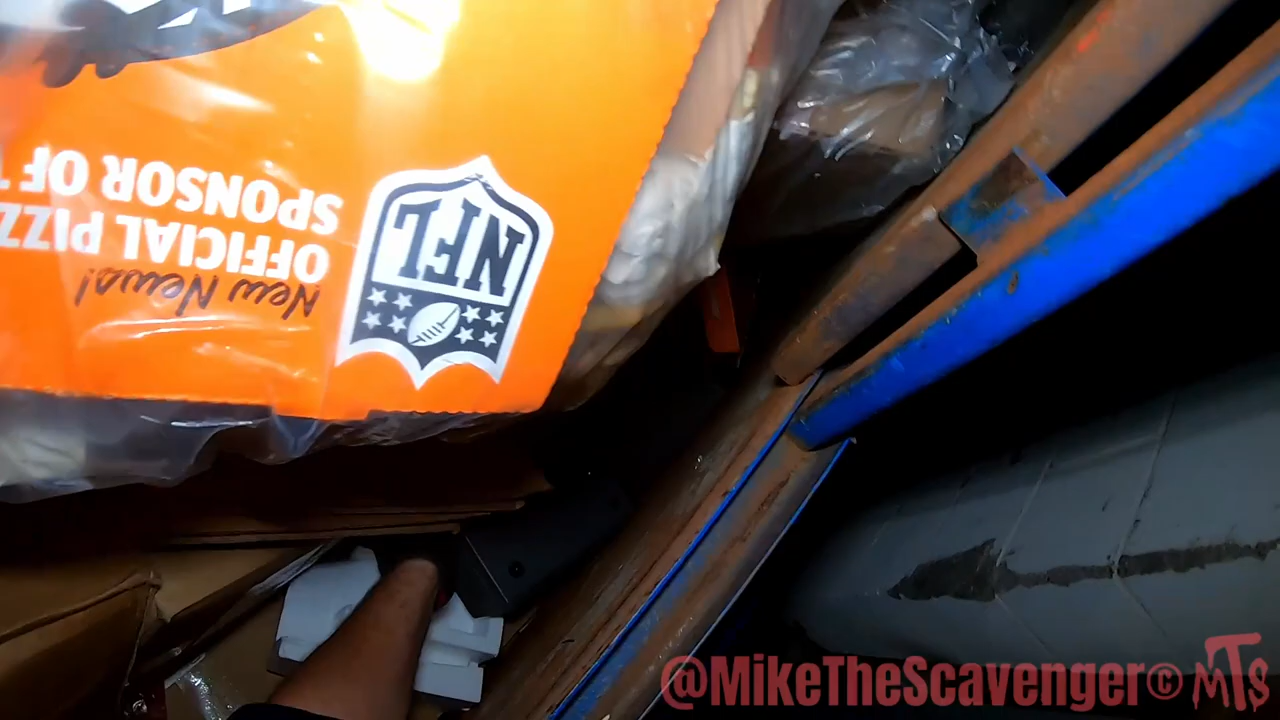 New News!
OFFICIAL PIZZ
SPONSOR OF
NFL
@MikeTheScavenger©
MTS